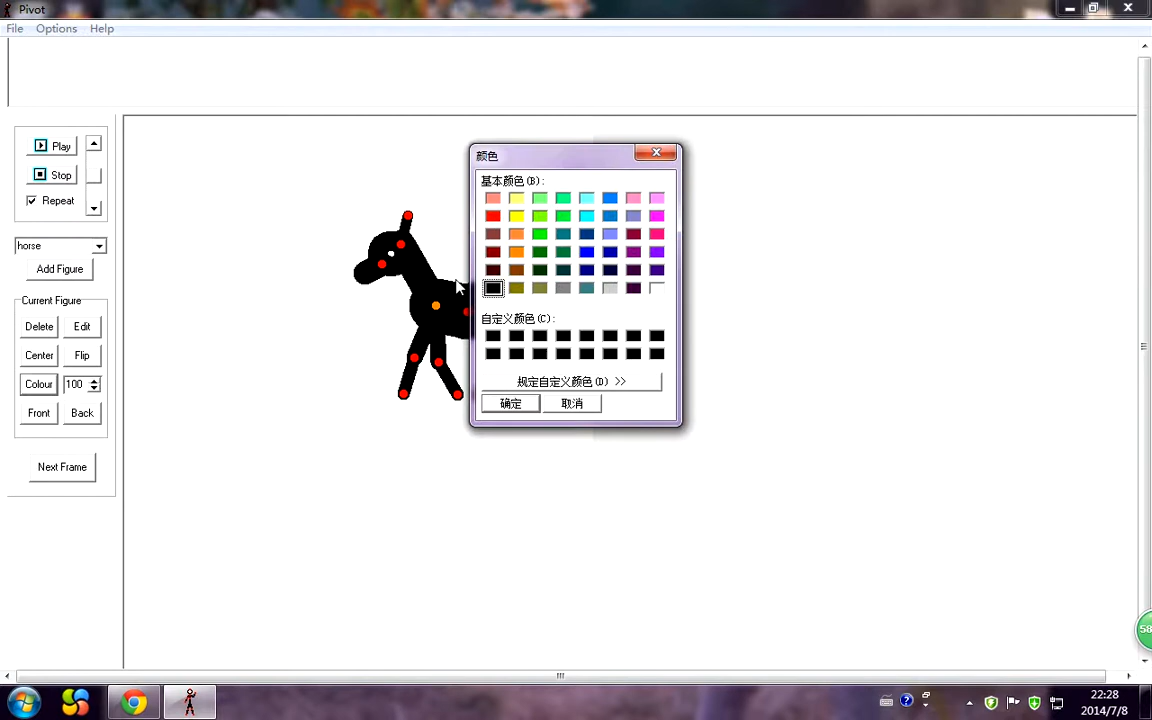 Pivot
File Options Help
Play
Stop
Repeat
horse
Add Figure
Current Figure
Delete Edit
Center Flip
Colour 100
Front Back
Next Frame
颜色
基本颜色(B):
自定义颜色(C):
规定自定义颜色(D) >>
确定 取消
58
22:28
2014/7/8